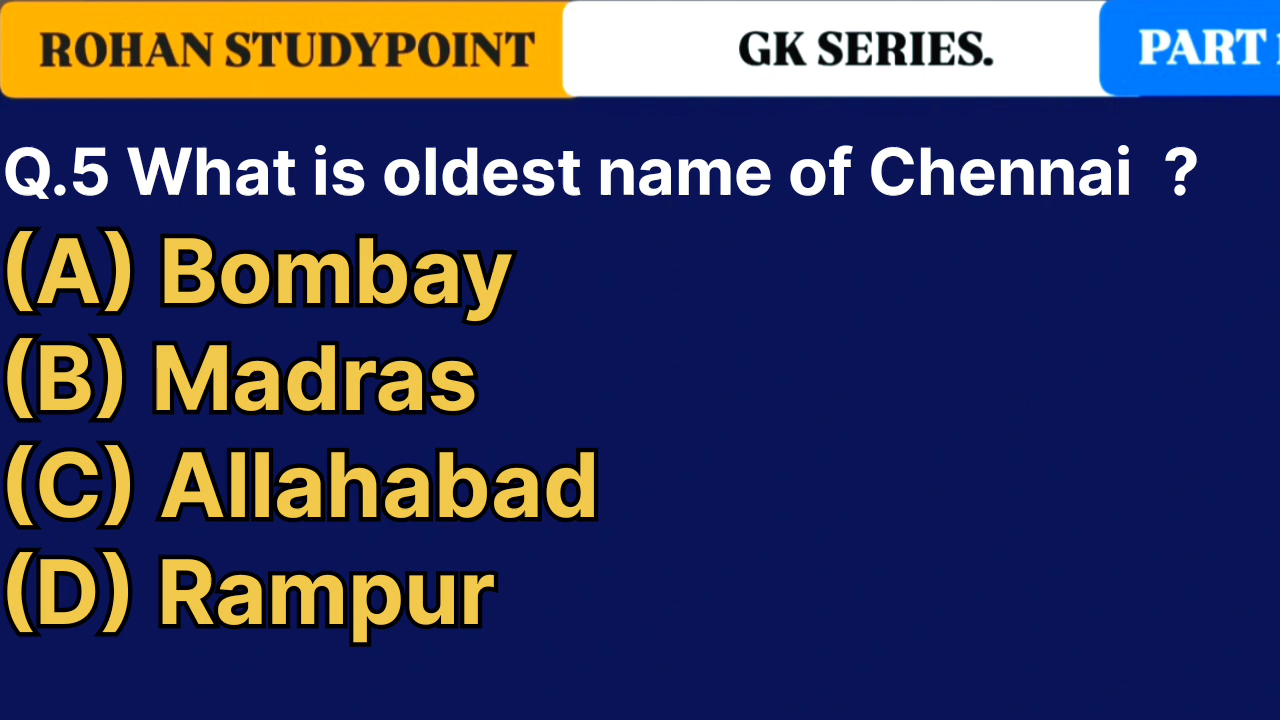 ROHAN STUDYPOINT GK SERIES. PART
Q.5 What is oldest name of Chennai ?
(A) Bombay
(B) Madras
(C) Allahabad
(D) Rampur